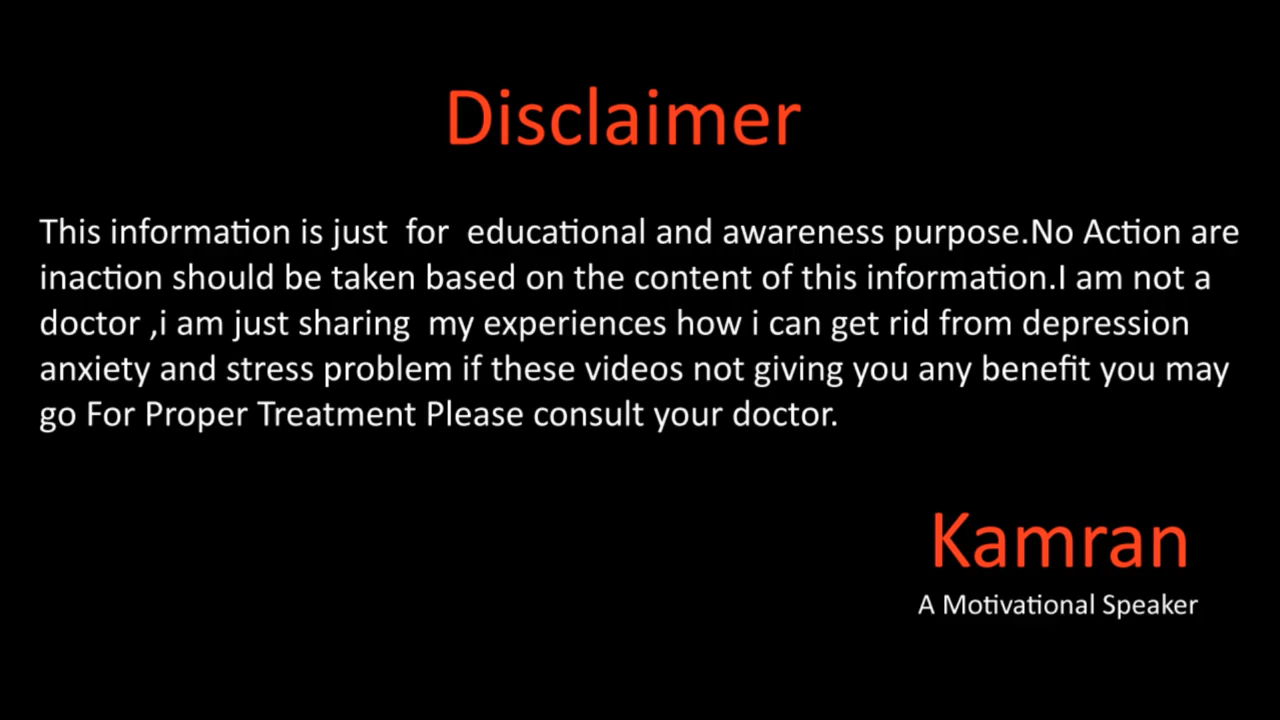 Disclaimer
This information is just  for  educational and awareness purpose.No Action are
inaction should be taken based on the content of this information.I am not a
doctor ,i am just sharing  my experiences how i can get rid from depression
anxiety and stress problem if these videos not giving you any benefit you may
go For Proper Treatment Please consult your doctor.
Kamran
A Motivational Speaker